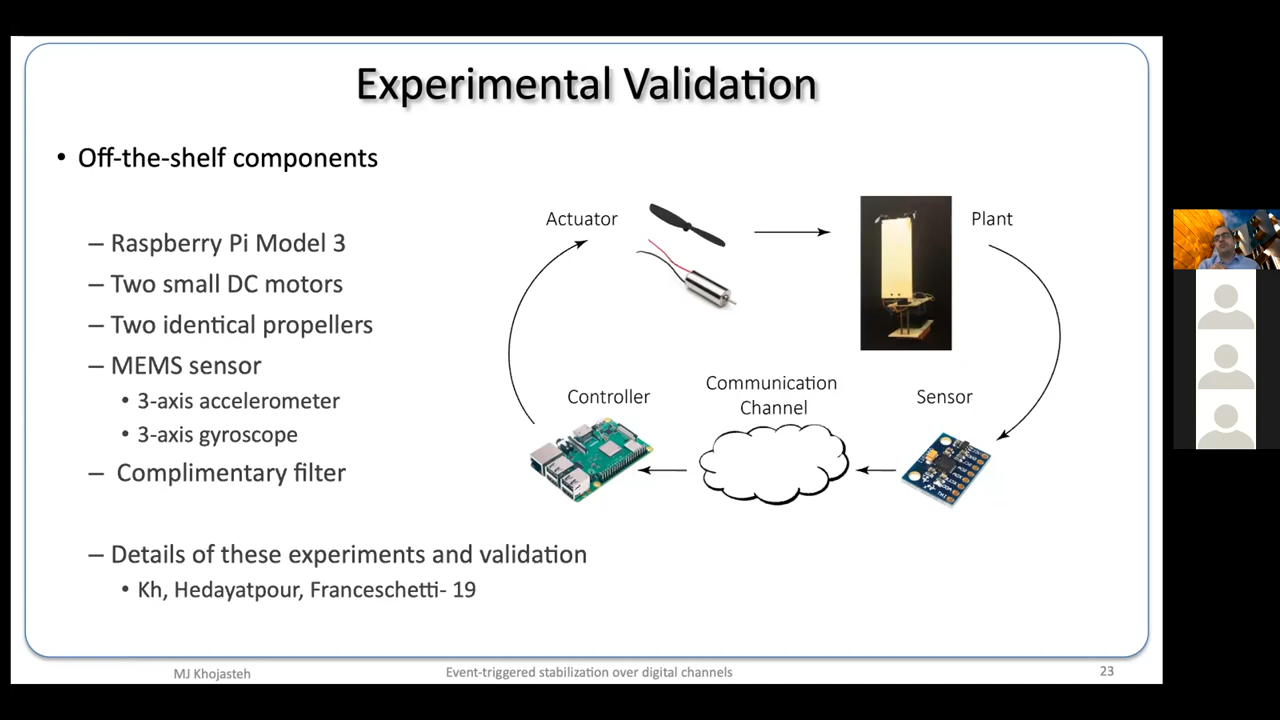 Experimental Validation
• Off-the-shelf components
– Raspberry Pi Model 3
– Two small DC motors
– Two identical propellers
– MEMS sensor
• 3-axis accelerometer
• 3-axis gyroscope
– Complimentary filter
– Details of these experiments and validation
• Kh, Hedayatpour, Franceschetti- 19
Actuator
Plant
Controller
Communication
Channel
Sensor
MJ Khojasteh
Event-triggered stabilization over digital channels
23